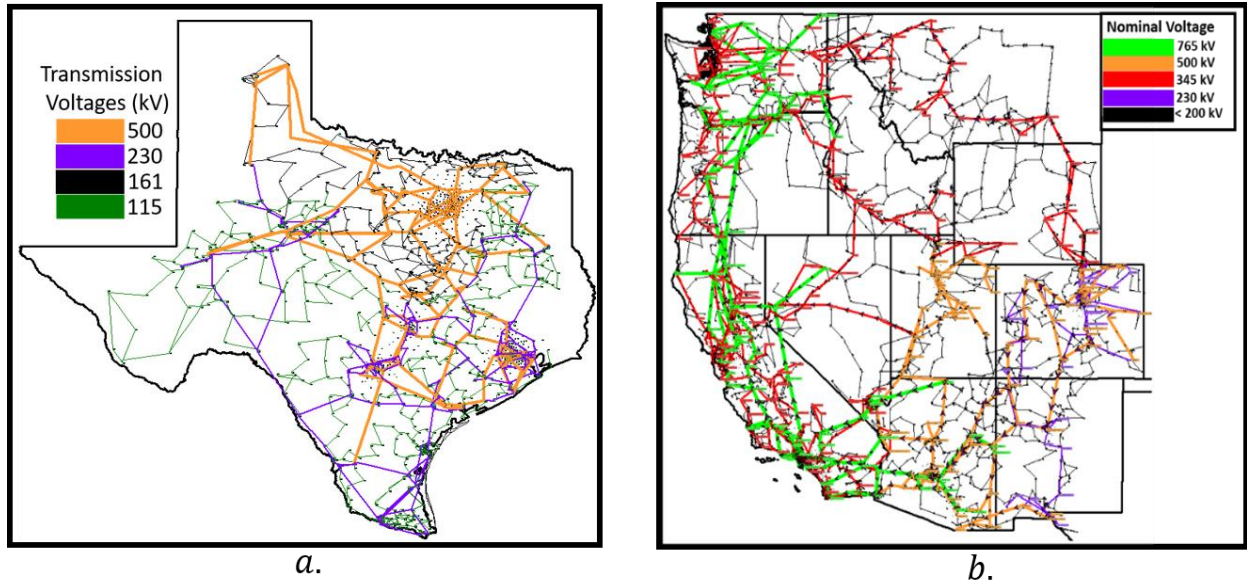 Transmission
Voltages (kV)
500
230
161
115
a.
Nominal Voltage
765 kV
500 kV
345 kV
230 kV
< 200 kV
b.